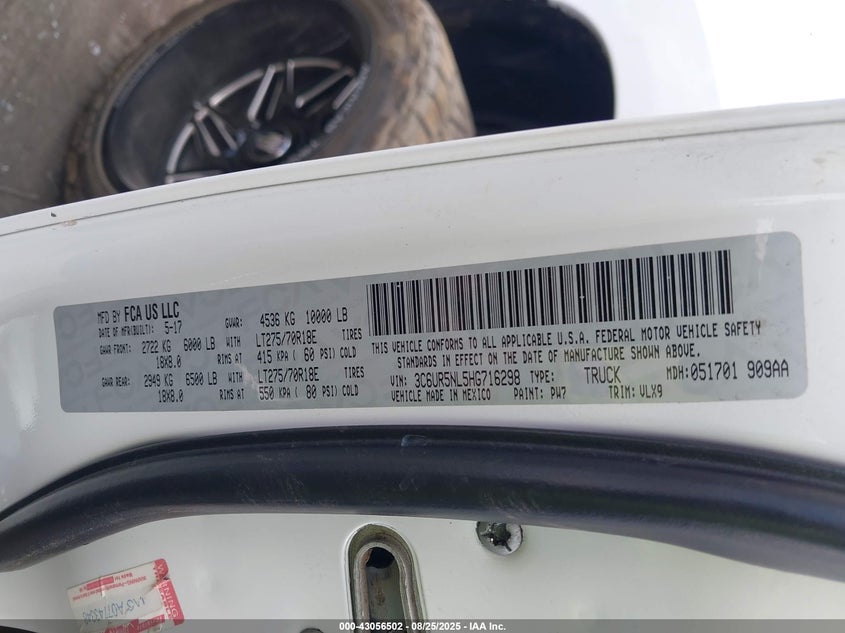 MFD BY FCA US LLC
DATE OF MFR(BUILT): 5-17 GVWR: 4536 KG 10000 LB
GAWR FRONT: 2722 KG 6000 LB WITH LT275/70R18E TIRES
18X8.0 RIMS AT 415 KPA ( 60 PSI) COLD
GAWR REAR: 2949 KG 6500 LB WITH LT275/70R18E TIRES
18X8.0 RIMS AT 550 KPA ( 80 PSI) COLD
THIS VEHICLE CONFORMS TO ALL APPLICABLE U.S.A. FEDERAL MOTOR VEHICLE SAFETY
STANDARDS IN EFFECT ON THE DATE OF MANUFACTURE SHOWN ABOVE.
VIN: 3C6UR5NL5HG716298 TYPE: TRUCK MDH:051701 909AA
VEHICLE MADE IN MEXICO PAINT: PW7 TRIM: VLX9
000-43056502 - 08/25/2025 - IAA Inc.